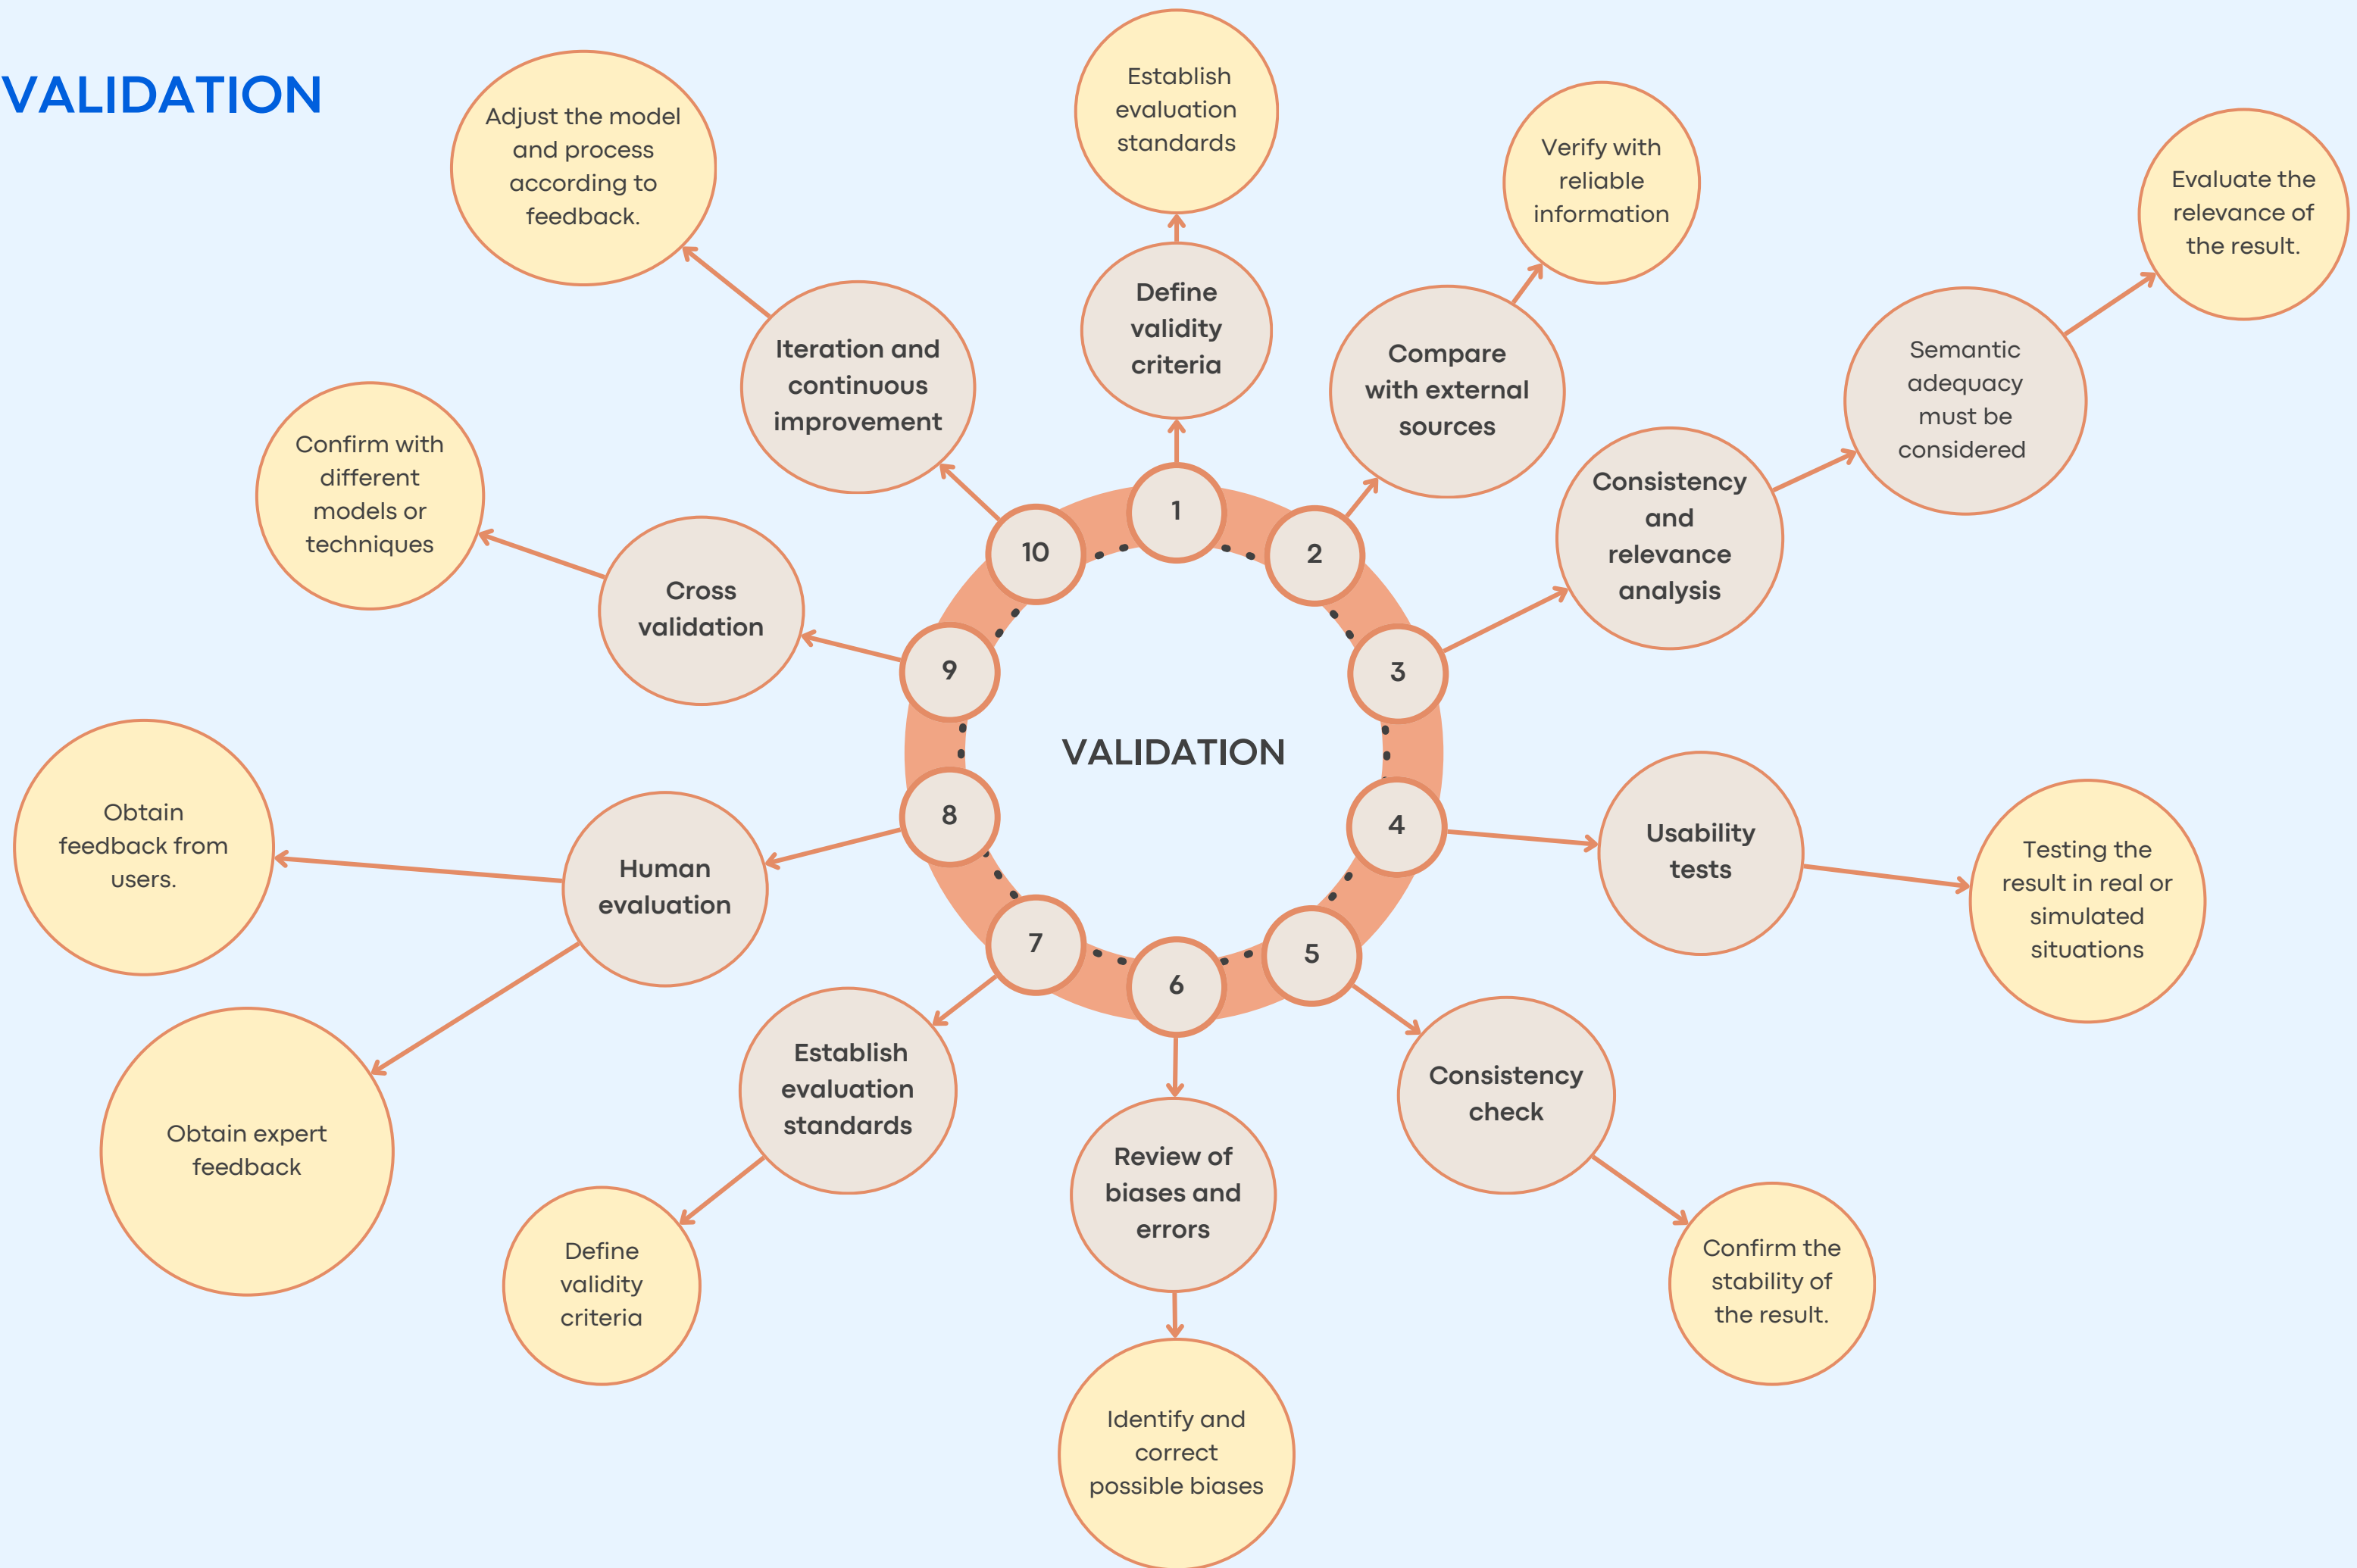 VALIDATION
Establish
evaluation
standards
Define
validity
criteria
1
Verify with
reliable
information
Compare
with external
sources
2
Evaluate the
relevance of
the result.
Semantic
adequacy
must be
considered
Consistency
and
relevance
analysis
3
Usability
tests
4
Testing the
result in real or
simulated
situations
5
Consistency
check
Confirm the
stability of
the result.
6
Review of
biases and
errors
Identify and
correct
possible biases
7
Establish
evaluation
standards
Define
validity
criteria
8
Human
evaluation
Obtain
feedback from
users.
Obtain expert
feedback
9
Cross
validation
Confirm with
different
models or
techniques
10
Iteration and
continuous
improvement
Adjust the model
and process
according to
feedback.
VALIDATION